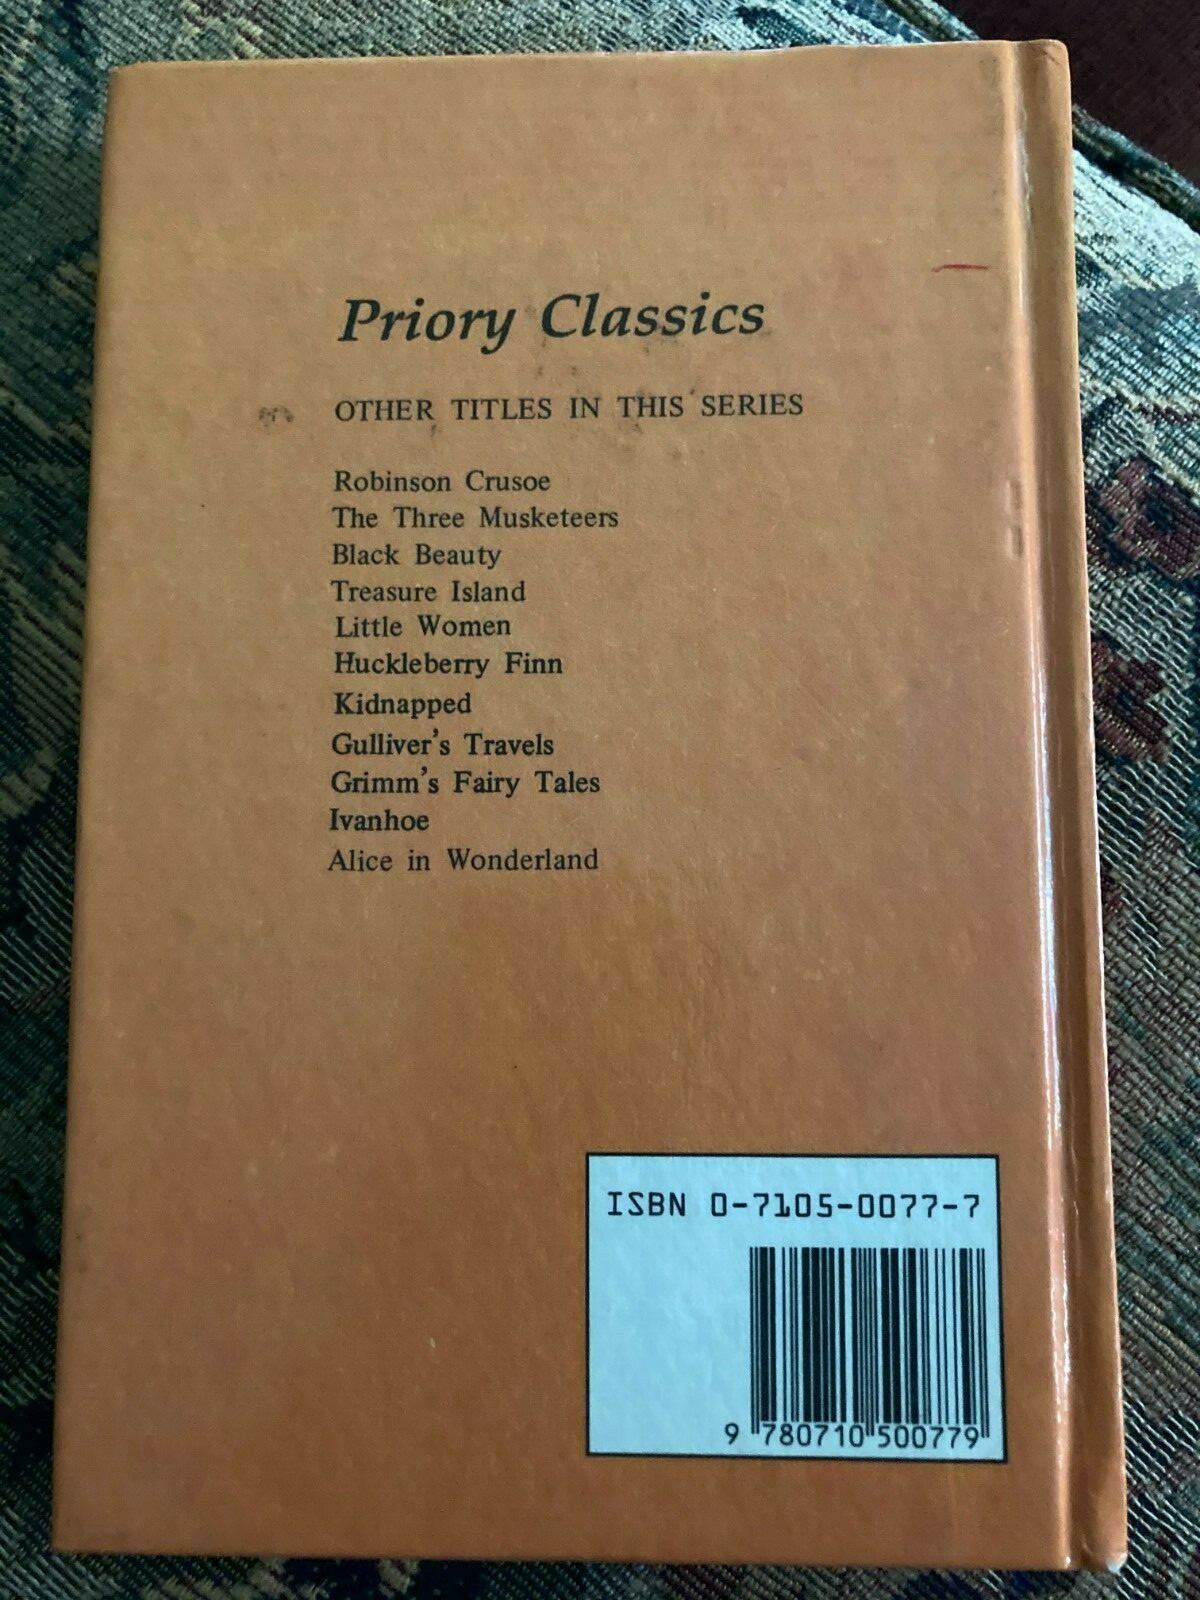 Priory Classics
OTHER TITLES IN THIS SERIES
Robinson Crusoe
The Three Musketeers
Black Beauty
Treasure Island
Little Women
Huckleberry Finn
Kidnapped
Gulliver's Travels
Grimm's Fairy Tales
Ivanhoe
Alice in Wonderland
ISBN 0-7105-0077-7
9 780710 500779